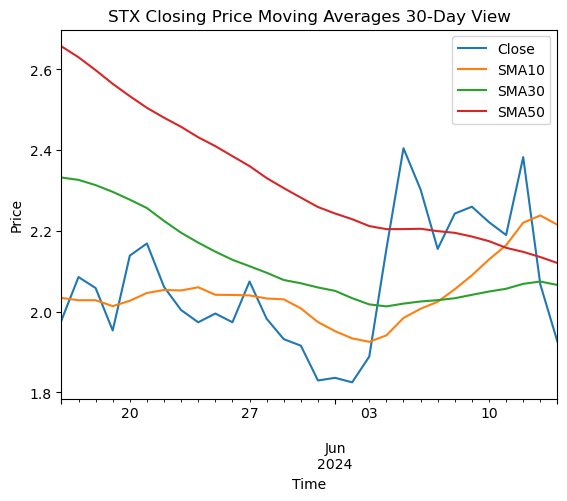 STX Closing Price Moving Averages 30-Day View
Close
SMA10
SMA30
SMA50
2.6
2.4
2.2
2.0
1.8
Price
20
27
03
10
Jun
2024
Time